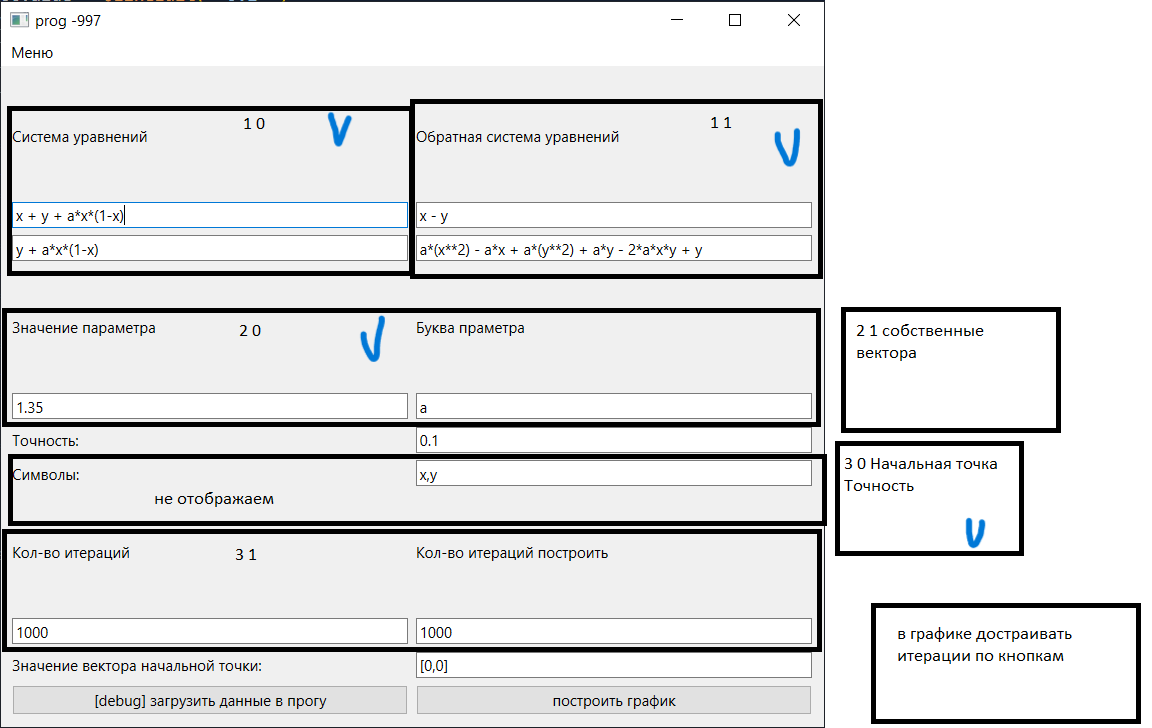 prog -997
Меню
1 0
1 1
Система уравнений
Обратная система уравнений
x + y + a*x*(1-x)
x - y
y + a*x*(1-x)
a*(x**2) - a*x + a*(y**2) + a*y - 2*a*x*y + y
Значение параметра
2 0
Буква праметра
2 1 собственные
вектора
1.35
a
Точность:
0.1
Символы:
x,y
не отображаем
3 0 Начальная точка
Точность
Кол-во итераций
3 1
Кол-во итераций построить
1000
1000
в графике достраивать
итерации по кнопкам
Значение вектора начальной точки:
[0,0]
[debug] загрузить данные в прогу
построить график